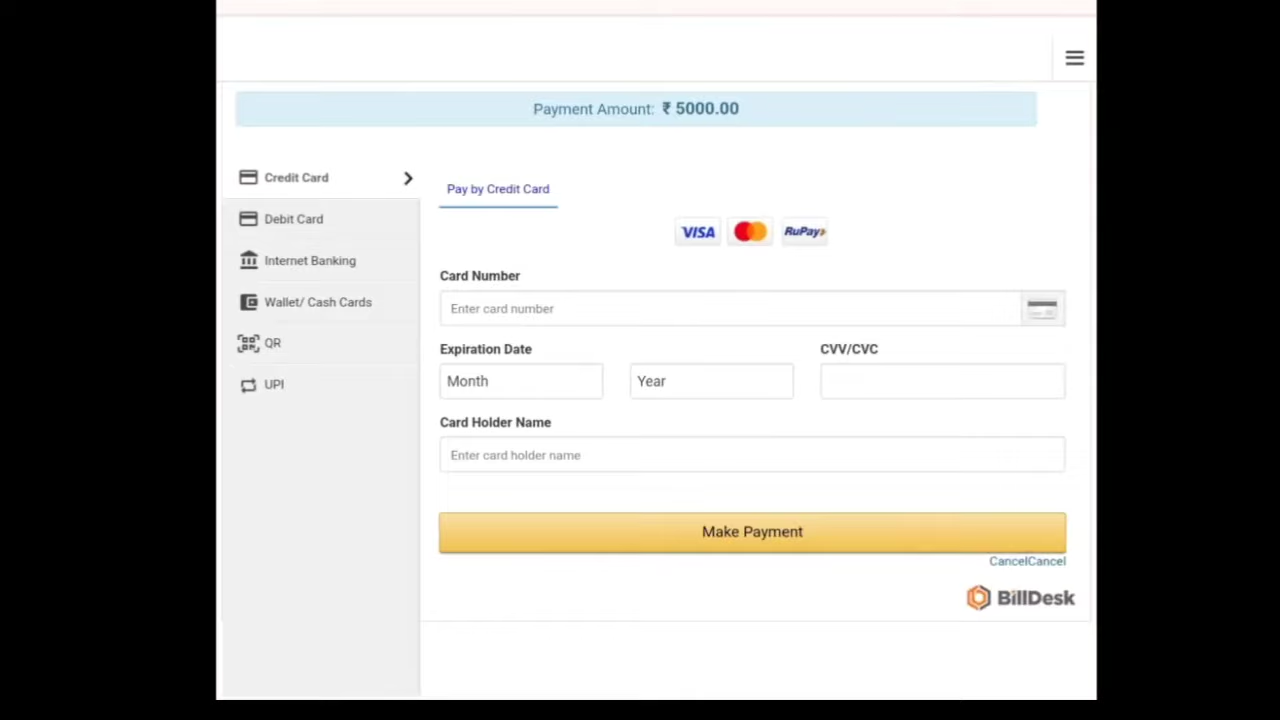 Payment Amount: ₹ 5000.00
Credit Card
Debit Card
Internet Banking
Wallet/ Cash Cards
QR
UPI
Pay by Credit Card
VISA RuPay
Card Number
Enter card number
Expiration Date CVV/CVC
Month Year
Card Holder Name
Enter card holder name
Make Payment
CancelCancel
BillDesk